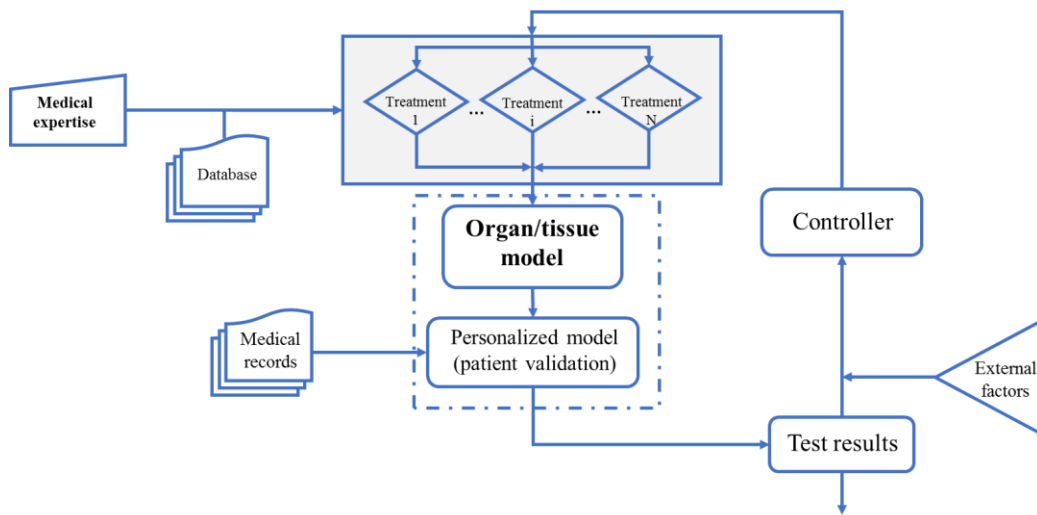 Medical
expertise
Database
Treatment
1
...
Treatment
i
...
Treatment
N
Organ/tissue
model
Personalized model
(patient validation)
Medical
records
Controller
External
factors
Test results